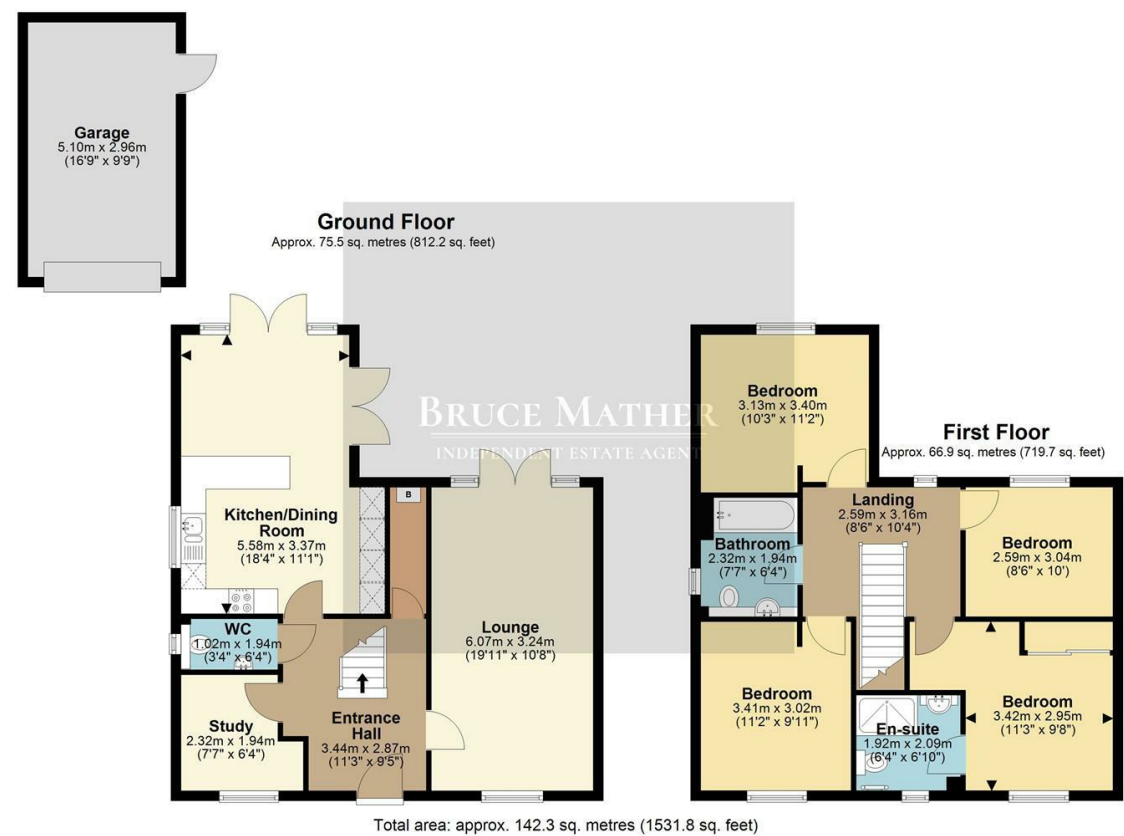 Garage
5.10m x 2.96m
(16'9" x 9'9")
Ground Floor
Approx. 75.5 sq. metres (812.2 sq. feet)
BRUCE MATHER
INDEPENDENT ESTATE AGENT
Kitchen/Dining
Room
5.58m x 3.37m
(18'4" x 11'1")
B
WC
1.02m x 1.94m
(3'4" x 6'4")
Lounge
6.07m x 3.24m
(19'11" x 10'8")
Study
2.32m x 1.94m
(7'7" x 6'4")
Entrance
Hall
3.44m x 2.87m
(11'3" x 9'5")
First Floor
Approx. 66.9 sq. metres (719.7 sq. feet)
Bedroom
3.13m x 3.40m
(10'3" x 11'2")
Landing
2.59m x 3.16m
(8'6" x 10'4")
Bathroom
2.32m x 1.94m
(7'7" x 6'4")
Bedroom
2.59m x 3.04m
(8'6" x 10')
Bedroom
3.41m x 3.02m
(11'2" x 9'11")
En-suite
1.92m x 2.09m
(6'4" x 6'10")
Bedroom
3.42m x 2.95m
(11'3" x 9'8")
Total area: approx. 142.3 sq. metres (1531.8 sq. feet)